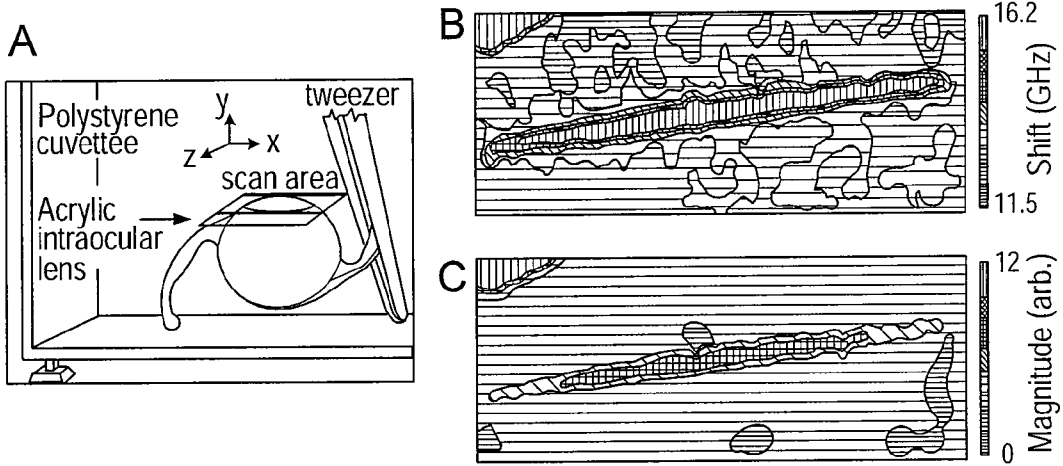 A
Polystyrene
cuvettee
Acrylic
intraocular
lens
y
z
x
tweezer
scan area
B
16.2
Shift (GHz)
11.5
C
12
Magnitude (arb.)
0